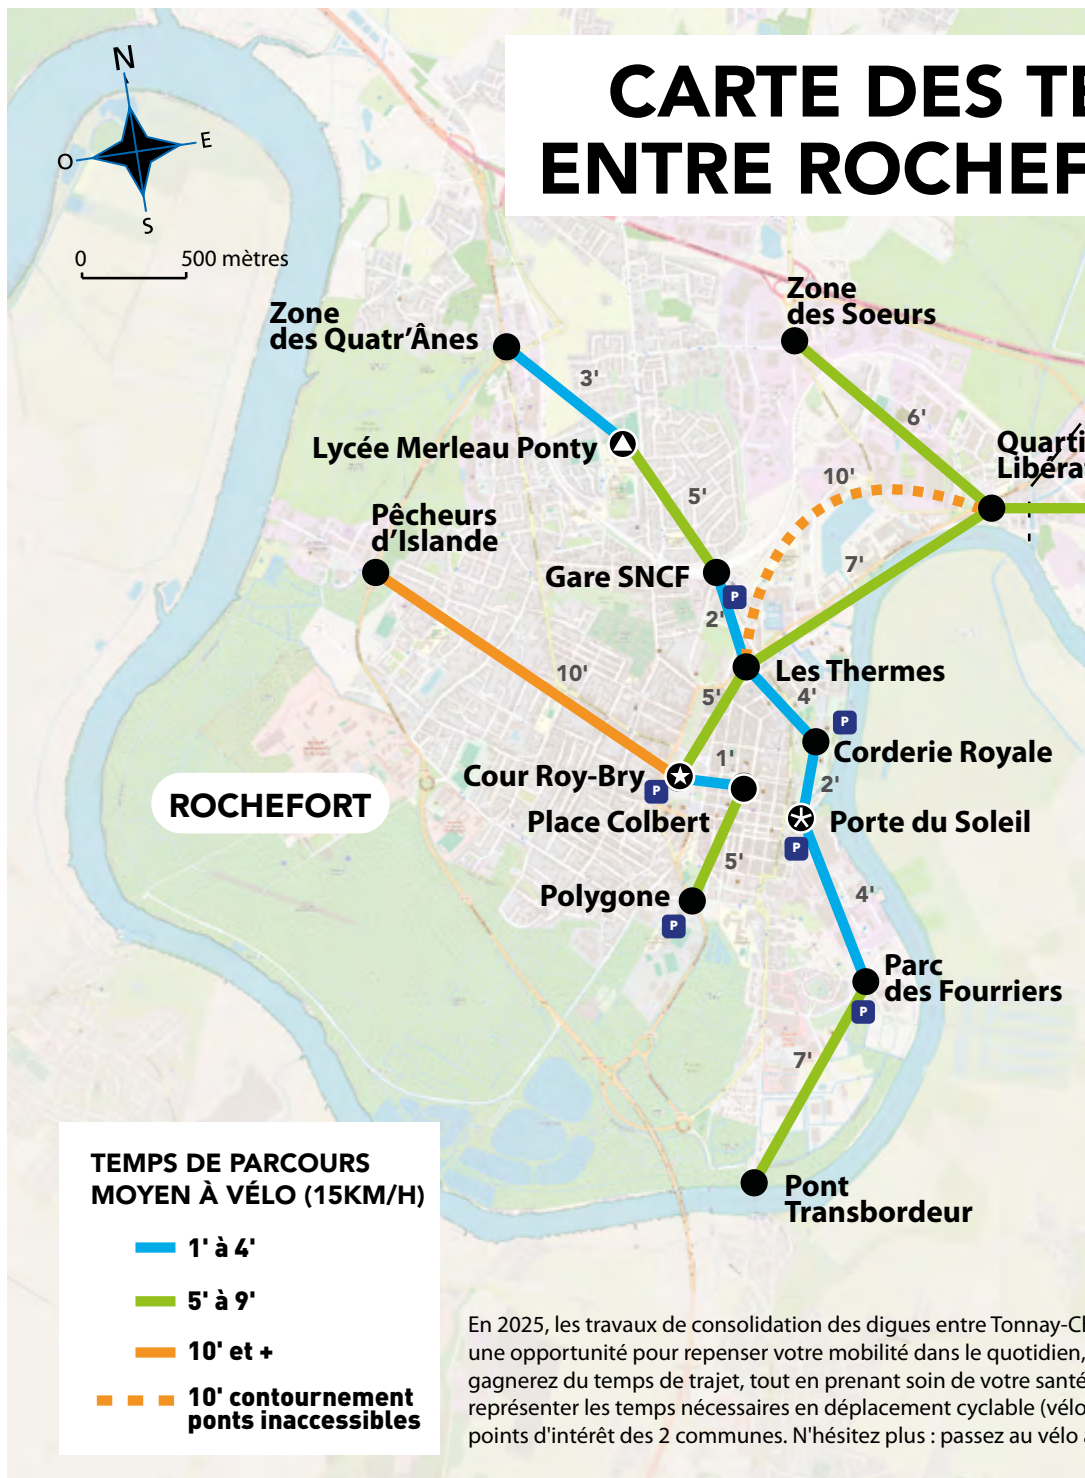 N
O
E
S
0
500 mètres
CARTE DES TE
ENTRE ROCHEF
Zone
des Quatr'Ânes
3'
Lycée Merleau Ponty
Zone
des Soeurs
6'
Quarti
Libéra
10'
5'
7'
Pêcheurs
d'Islande
Gare SNCF
P
2'
10'
Les Thermes
5'
4'
P
Corderie Royale
1'
Cour Roy-Bry
P
2'
ROCHEFORT
Place Colbert
Porte du Soleil
P
5'
4'
Polygone
P
Parc
des Fourriers
P
7'
Pont
Transbordeur
TEMPS DE PARCOURS
MOYEN À VÉLO (15KM/H)
1' à 4'
5' à 9'
10' et +
10' contournement
ponts inaccessibles
En 2025, les travaux de consolidation des digues entre Tonnay-Cl
une opportunité pour repenser votre mobilité dans le quotidien,
gagnerez du temps de trajet, tout en prenant soin de votre santé
représenter les temps nécessaires en déplacement cyclable (vélo
points d'intérêt des 2 communes. N'hésitez plus : passez au vélo a